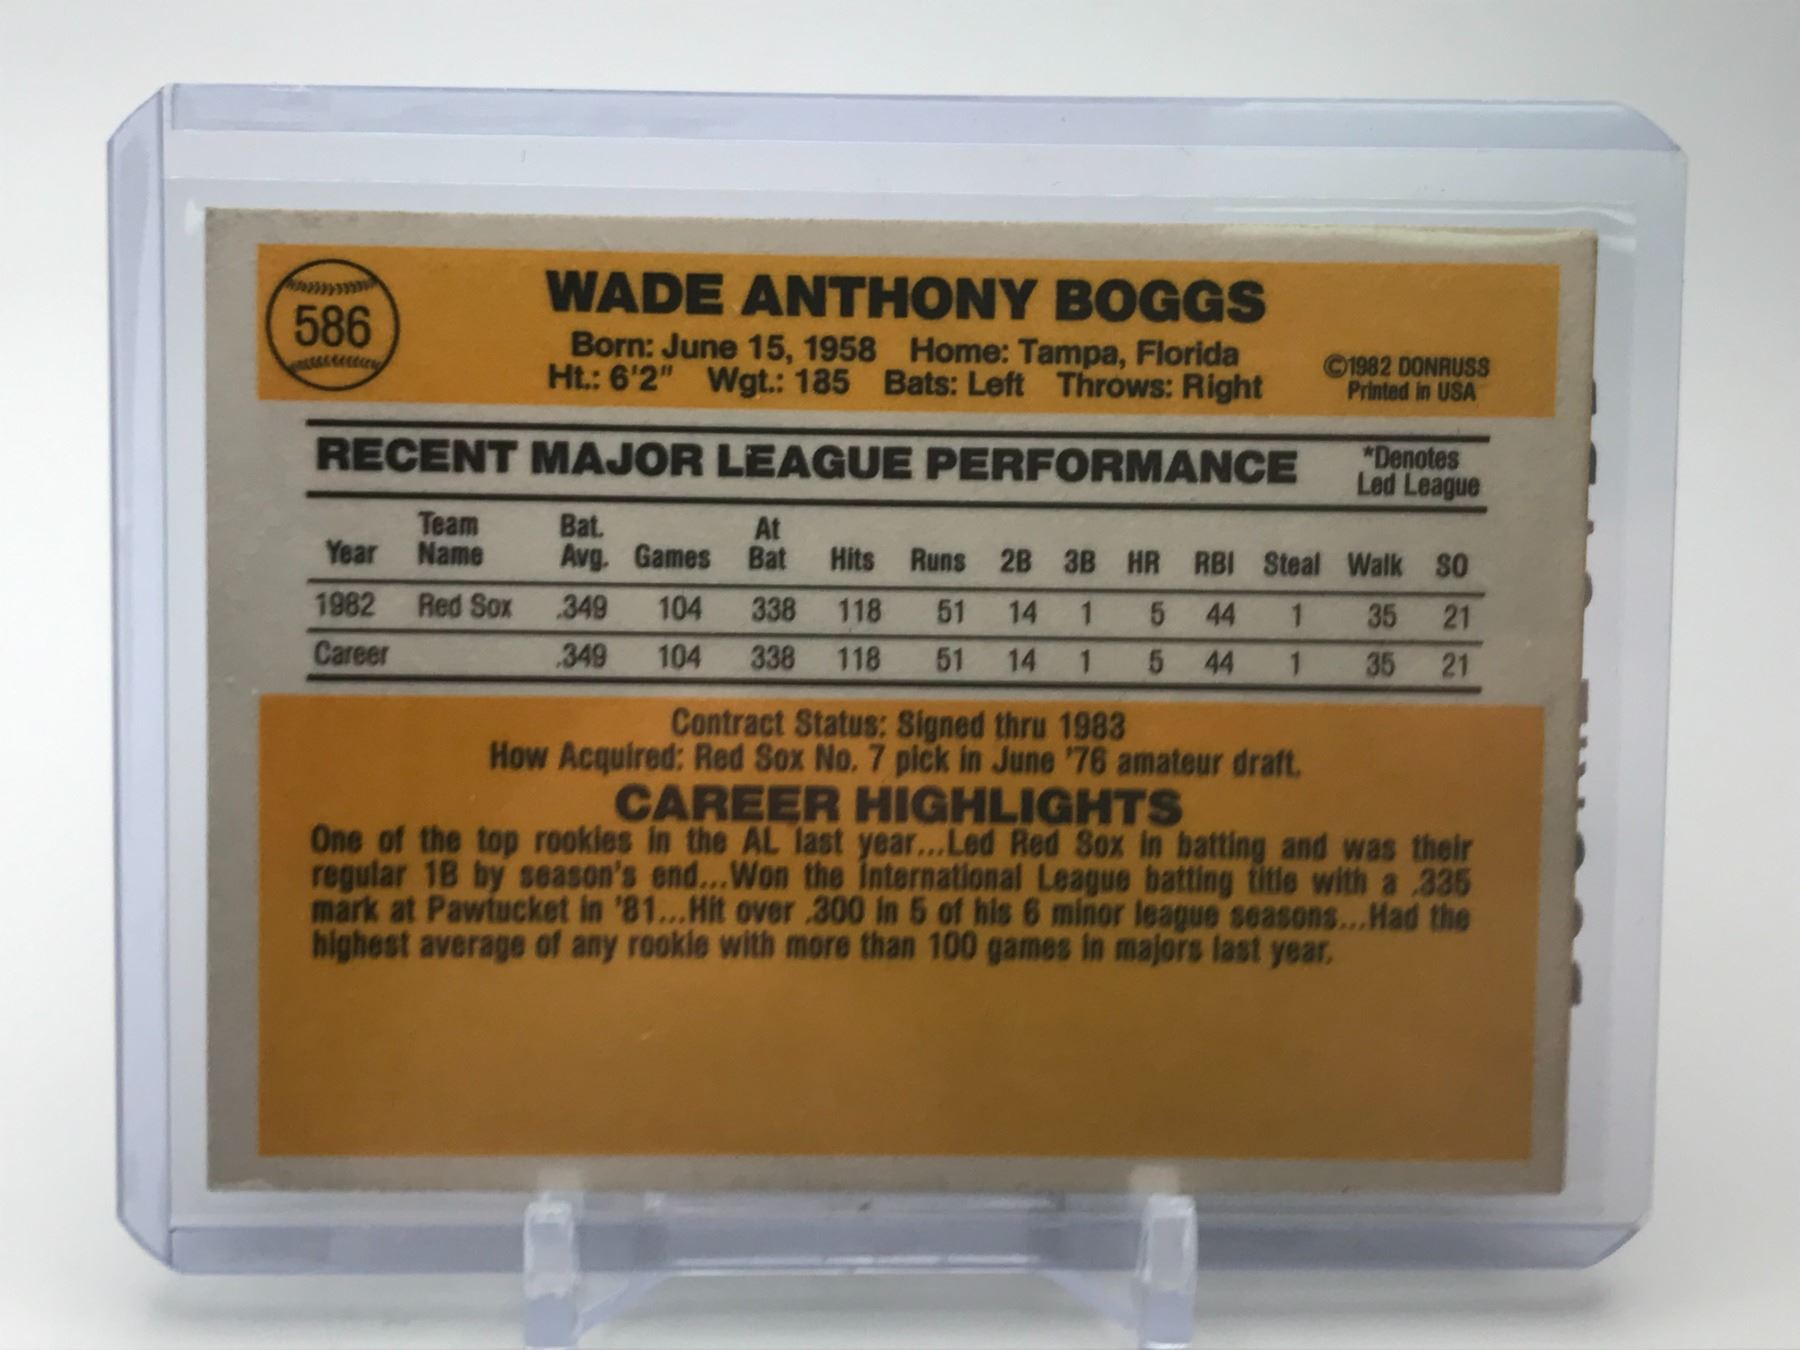 586
WADE ANTHONY BOGGS
Born: June 15, 1958 Home: Tampa, Florida
Ht.: 6'2" Wgt.: 185 Bats: Left Throws: Right
©1982 DONRUSS
Printed in USA
RECENT MAJOR LEAGUE PERFORMANCE
*Denotes
Led League
Year Team Name Bat. Avg. Games At Bat Hits Runs 2B 3B HR RBI Steal Walk SO
1982 Red Sox .349 104 338 118 51 14 1 5 44 1 35 21
Career .349 104 338 118 51 14 1 5 44 1 35 21
Contract Status: Signed thru 1983
How Acquired: Red Sox No. 7 pick in June '76 amateur draft.
CAREER HIGHLIGHTS
One of the top rookies in the AL last year...Led Red Sox in batting and was their
regular 1B by season's end...Won the International League batting title with a .335
mark at Pawtucket in '81...Hit over .300 in 5 of his 6 minor league seasons...Had the
highest average of any rookie with more than 100 games in majors last year.